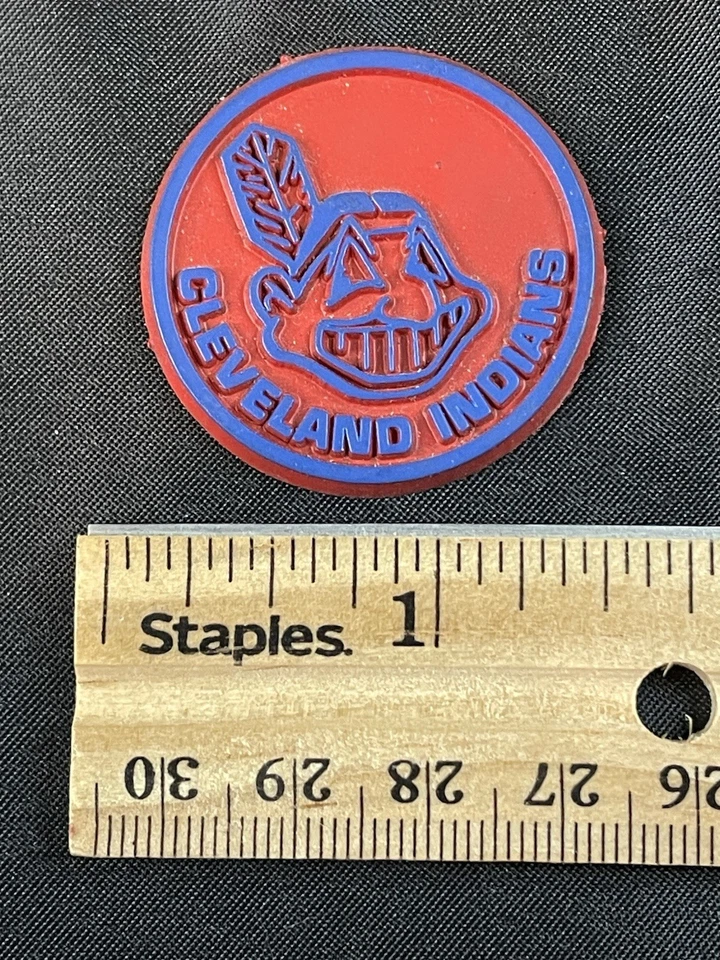 CLEVELAND INDIANS
Staples. 1
30 29 28 27 26